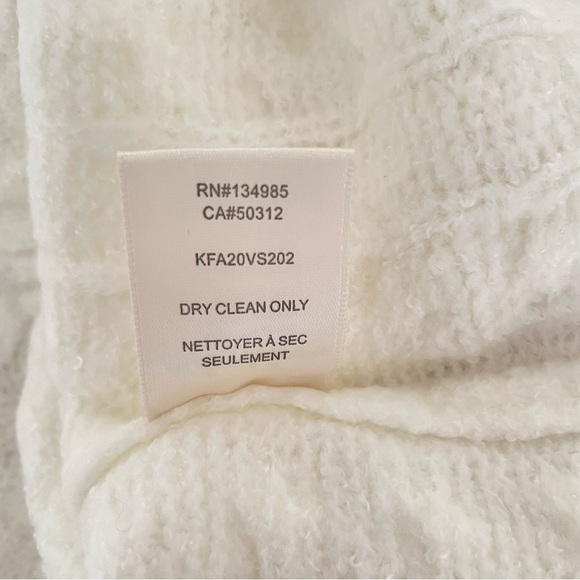 RN#134985
CA#50312
KFA20VS202
DRY CLEAN ONLY
NETTOYER À SEC
SEULEMENT